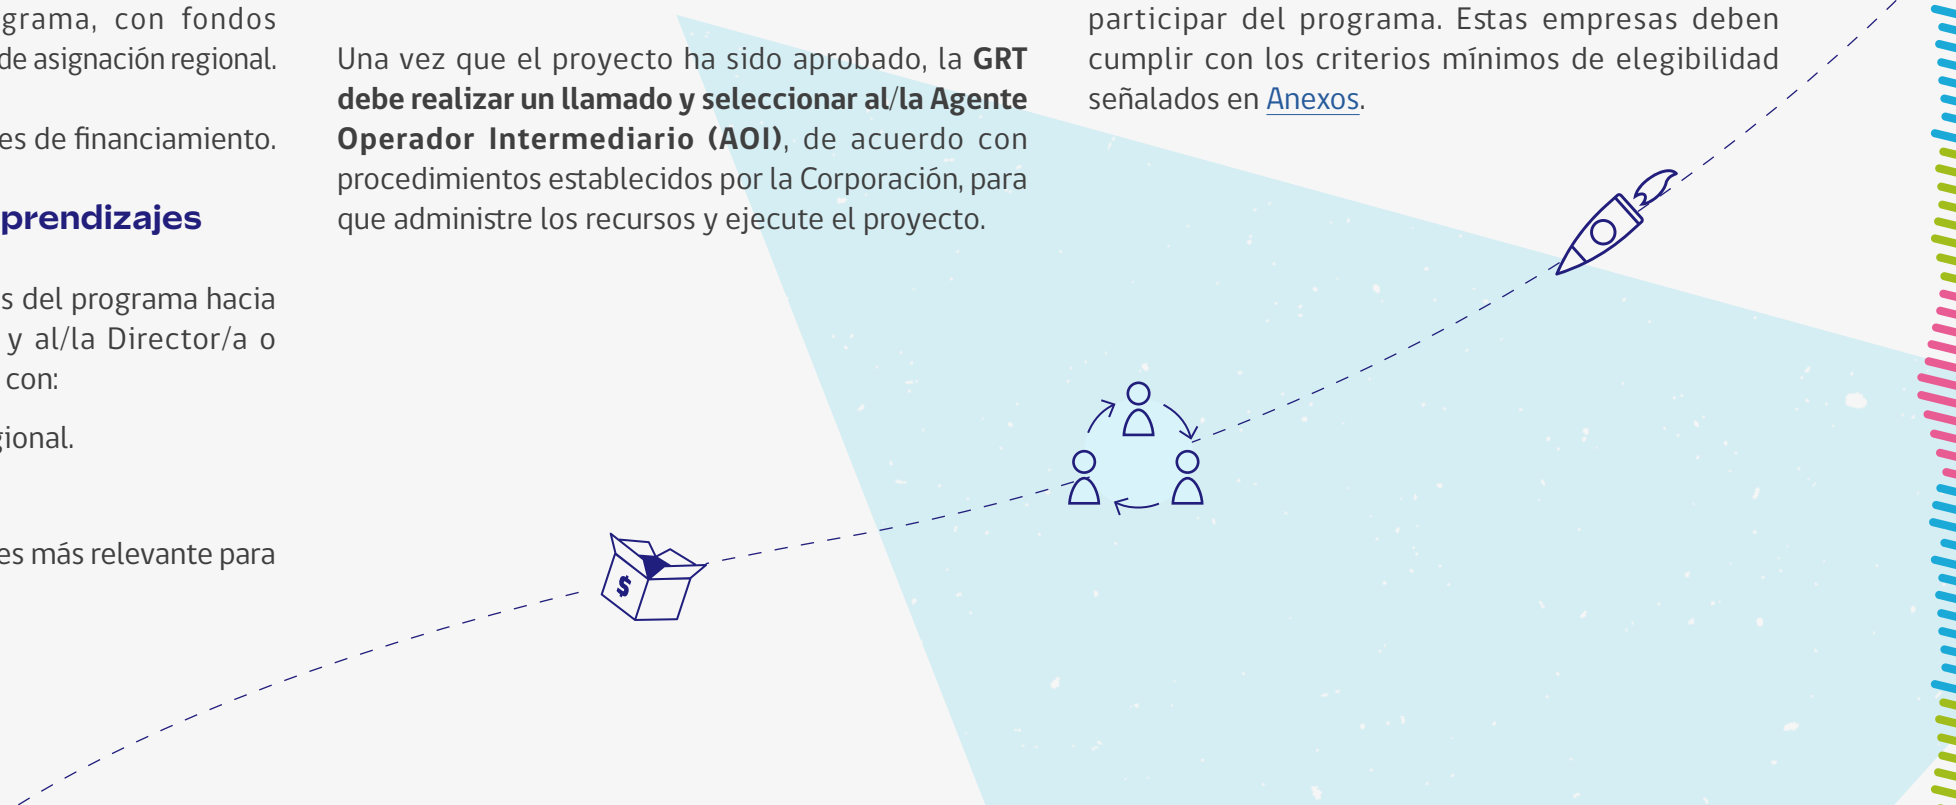 grama, con fondos
de asignación regional.
es de financiamiento.
prendizajes
s del programa hacia
y al/la Director/a o
con:
gional.
es más relevante para
Una vez que el proyecto ha sido aprobado, la GRT
debe realizar un llamado y seleccionar al/la Agente
Operador Intermediario (AOI), de acuerdo con
procedimientos establecidos por la Corporación, para
que administre los recursos y ejecute el proyecto.
participar del programa. Estas empresas deben
cumplir con los criterios mínimos de elegibilidad
señalados en Anexos.
$